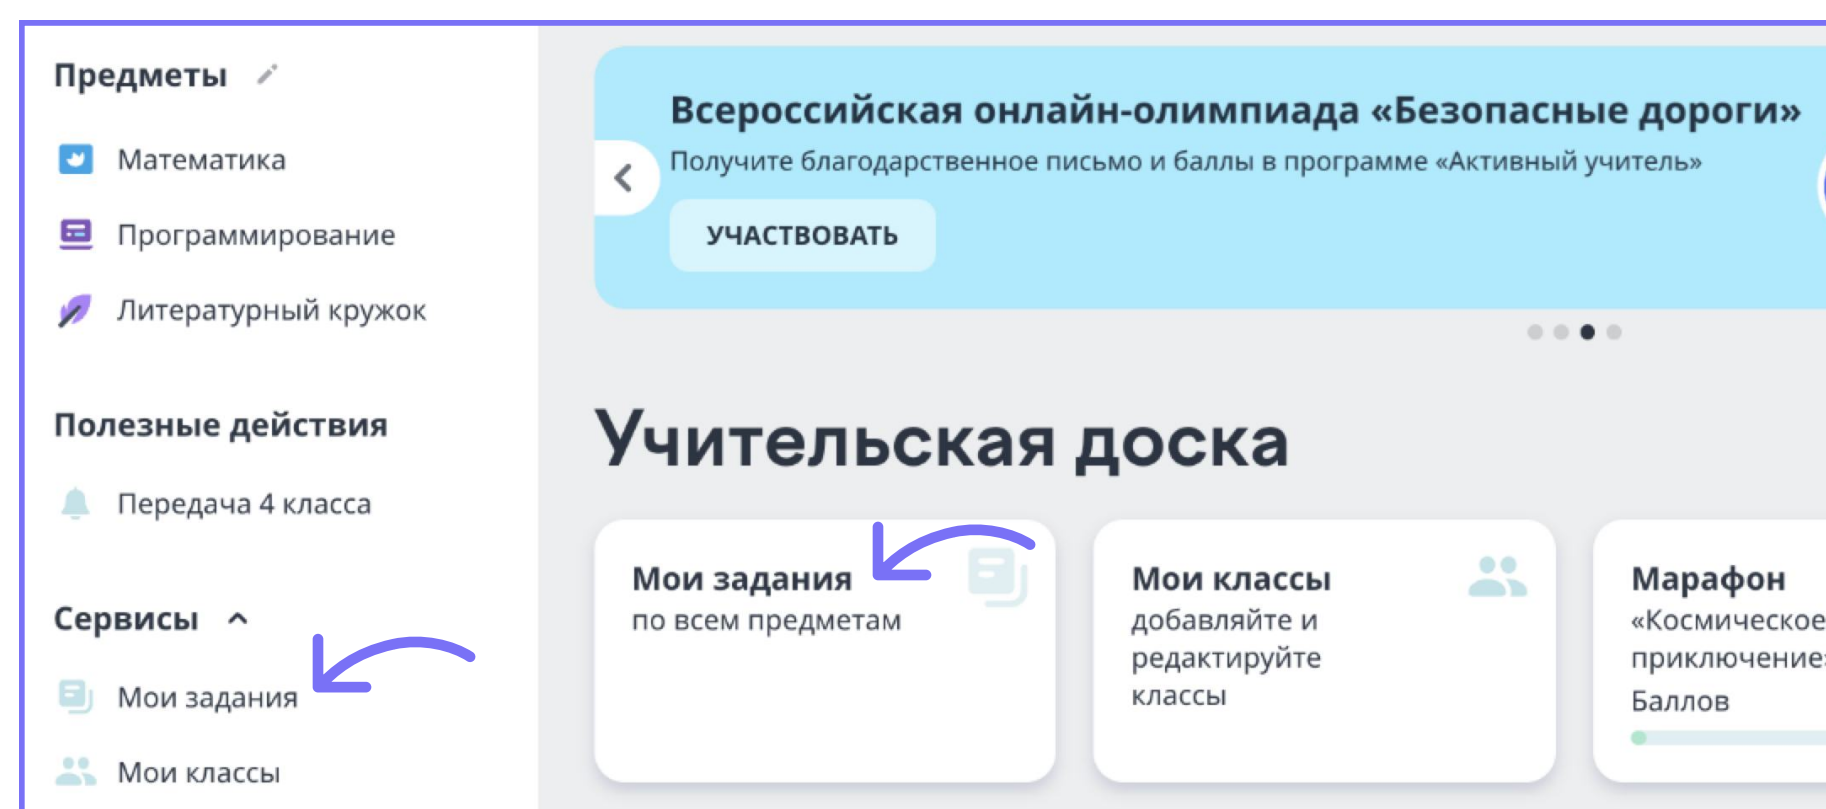 Предметы
Математика
Программирование
Литературный кружок
Полезные действия
Передача 4 класса
Сервисы
Мои задания
Мои классы
Всероссийская онлайн-олимпиада «Безопасные дороги»
Получите благодарственное письмо и баллы в программе «Активный учитель»
УЧАСТВОВАТЬ
Учительская доска
Мои задания
по всем предметам
Мои классы
добавляйте и
редактируйте
классы
Марафон
«Космическое
приключение»
Баллов